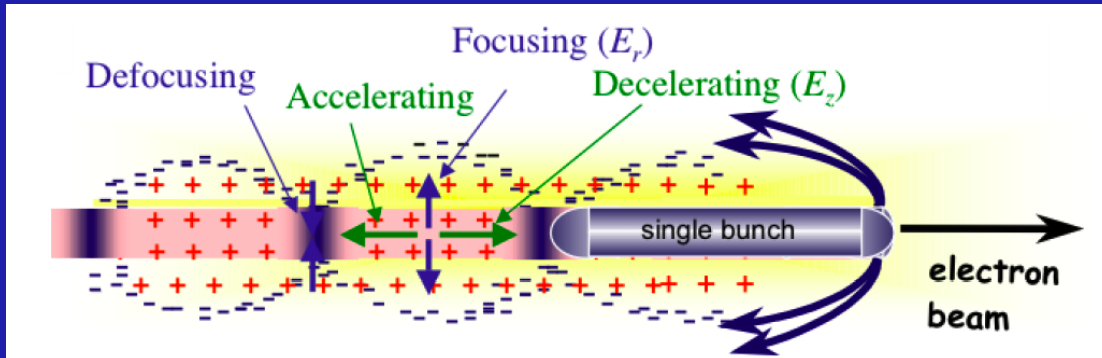 Focusing (E_r)
Defocusing
Accelerating
Decelerating (E_z)
single bunch
electron
beam